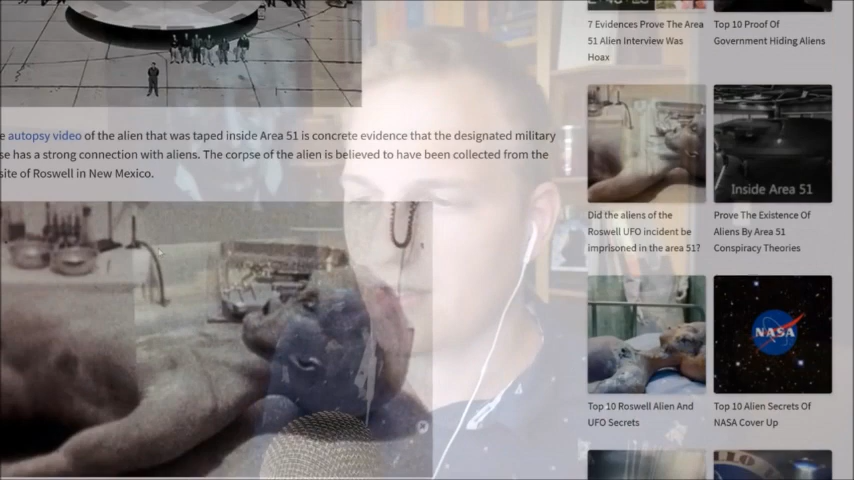 7 Evidences Prove The Area
51 Alien Interview Was
Hoax
Top 10 Proof Of
Government Hiding Aliens
autopsy video of the alien that was taped inside Area 51 is concrete evidence that the designated military
has a strong connection with aliens. The corpse of the alien is believed to have been collected from the
site of Roswell in New Mexico.
Inside Area 51
Did the aliens of the
Roswell UFO incident be
imprisoned in the area 51?
Prove The Existence Of
Aliens By Area 51
Conspiracy Theories
NASA
Top 10 Roswell Alien And
UFO Secrets
Top 10 Alien Secrets Of
NASA Cover Up